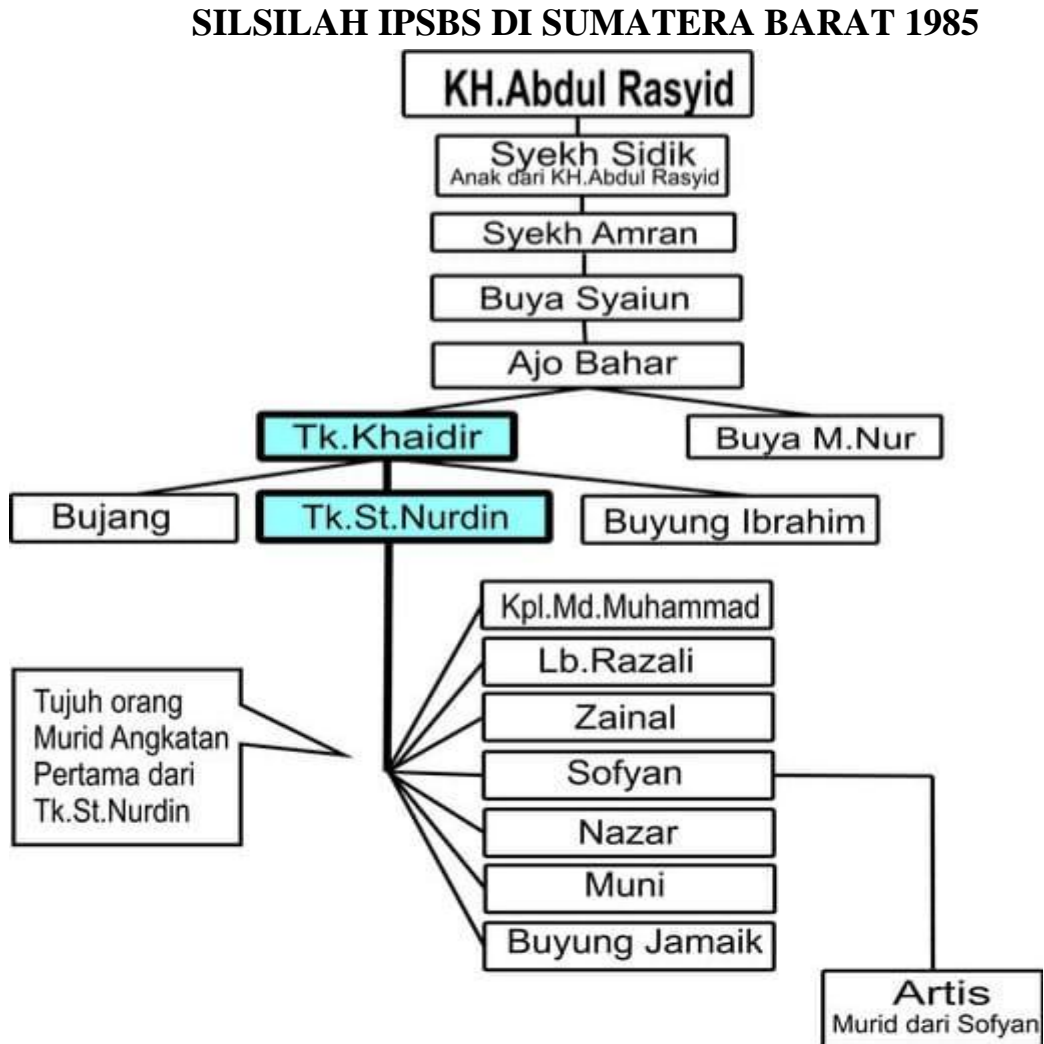 SILSILAH IPSBS DI SUMATERA BARAT 1985
KH.Abdul Rasyid
Syekh Sidik
Anak dari KH.Abdul Rasyid
Syekh Amran
Buya Syaiun
Ajo Bahar
Tk.Khaidir
Buya M.Nur
Bujang
Tk.St.Nurdin
Buyung Ibrahim
Tujuh orang
Murid Angkatan
Pertama dari
Tk.St.Nurdin
Kpl.Md.Muhammad
Lb.Razali
Zainal
Sofyan
Nazar
Muni
Buyung Jamaik
Artis
Murid dari Sofyan